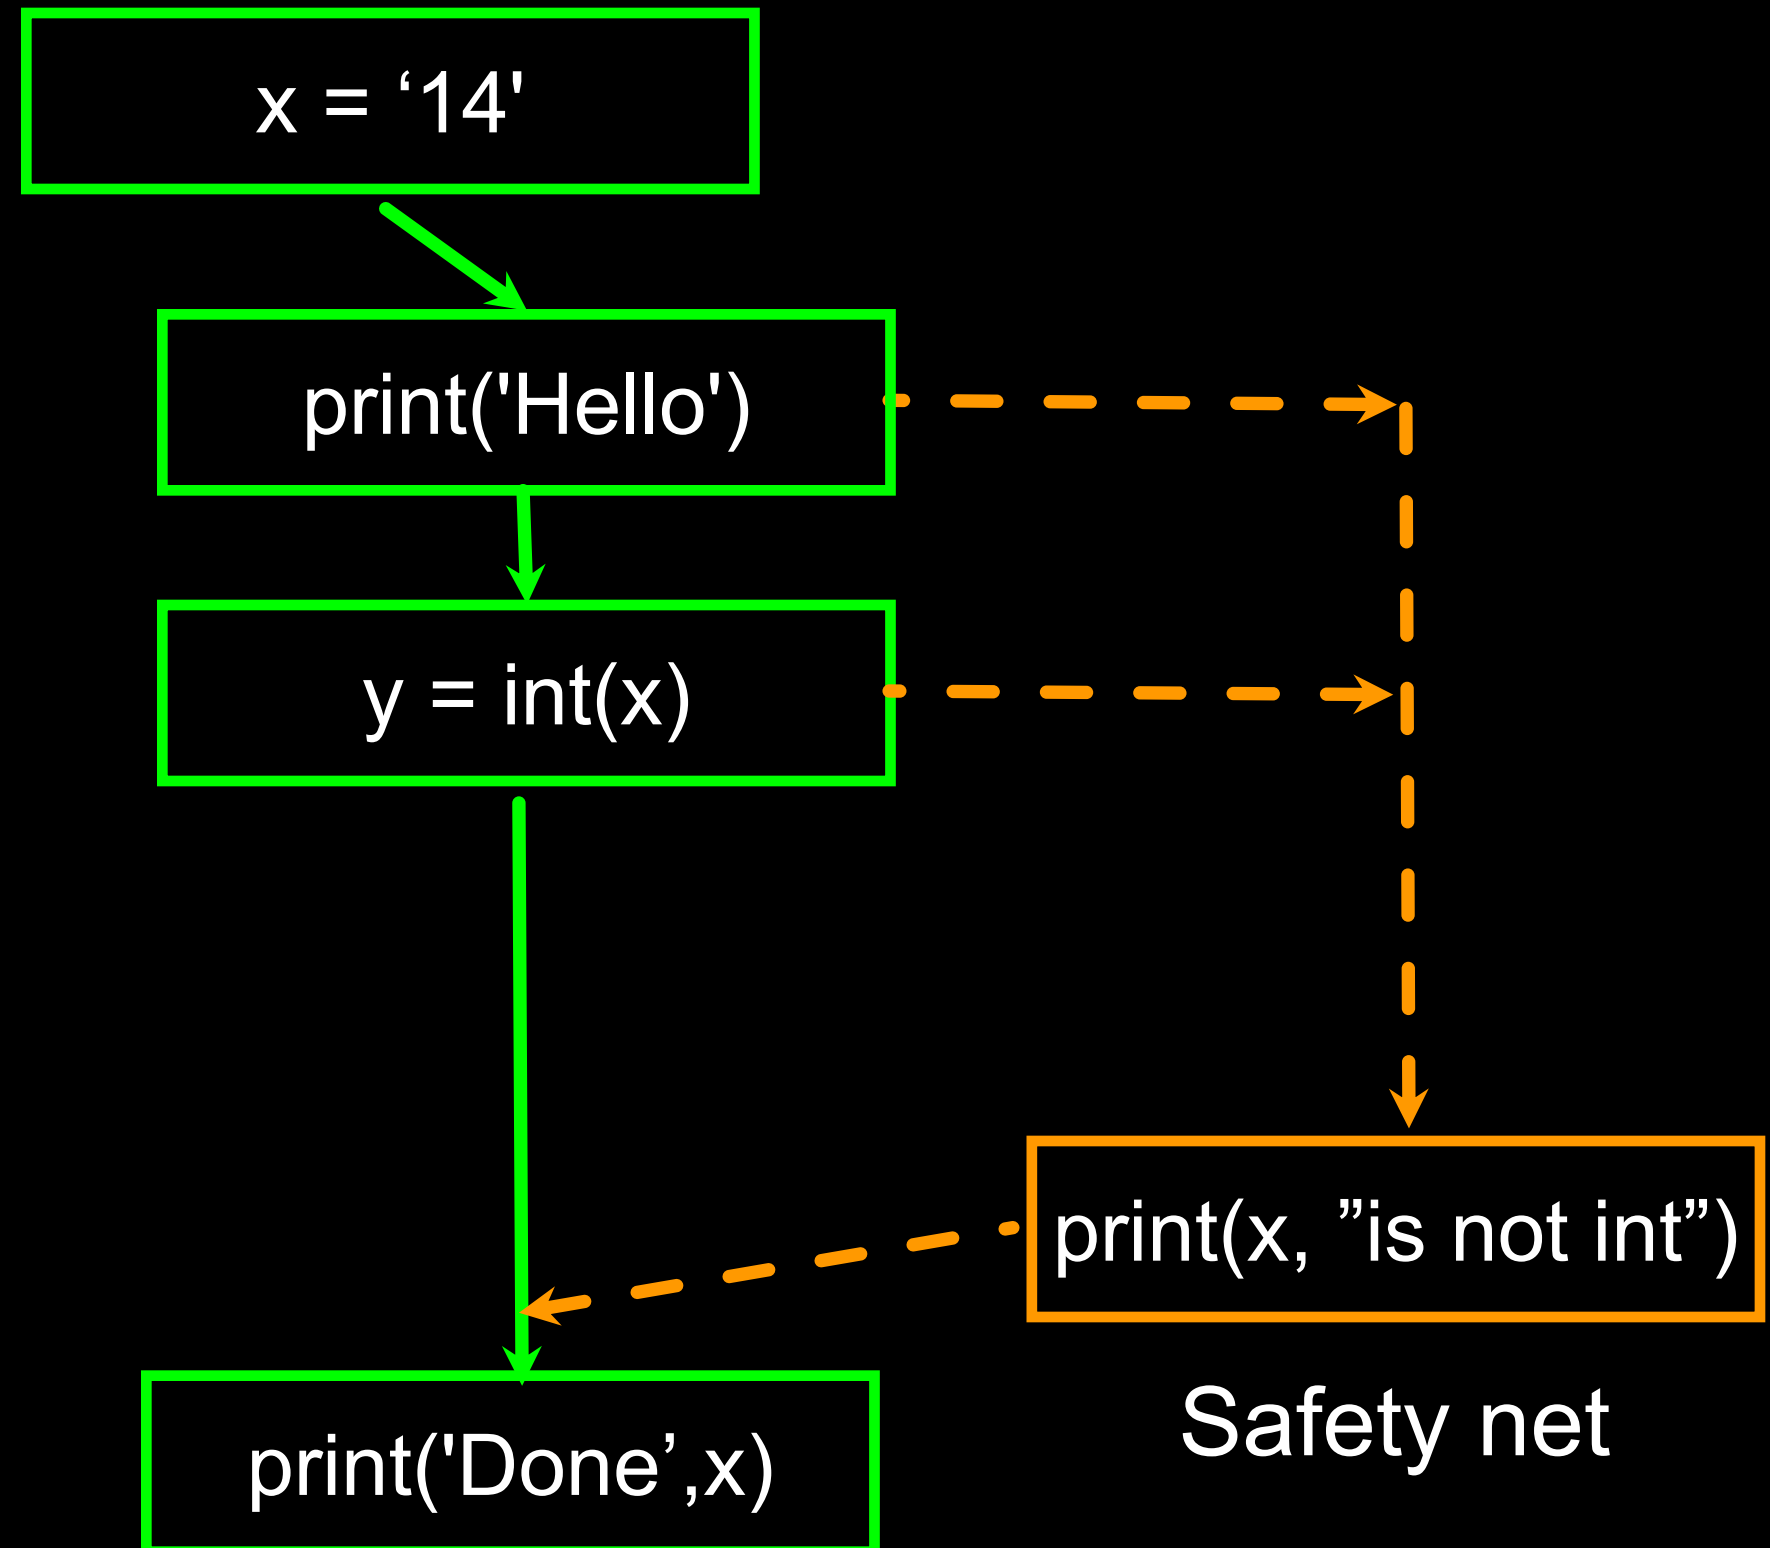 x = ‘14'
print('Hello')
y = int(x)
print(x, ”is not int”)
Safety net
print('Done’,x)